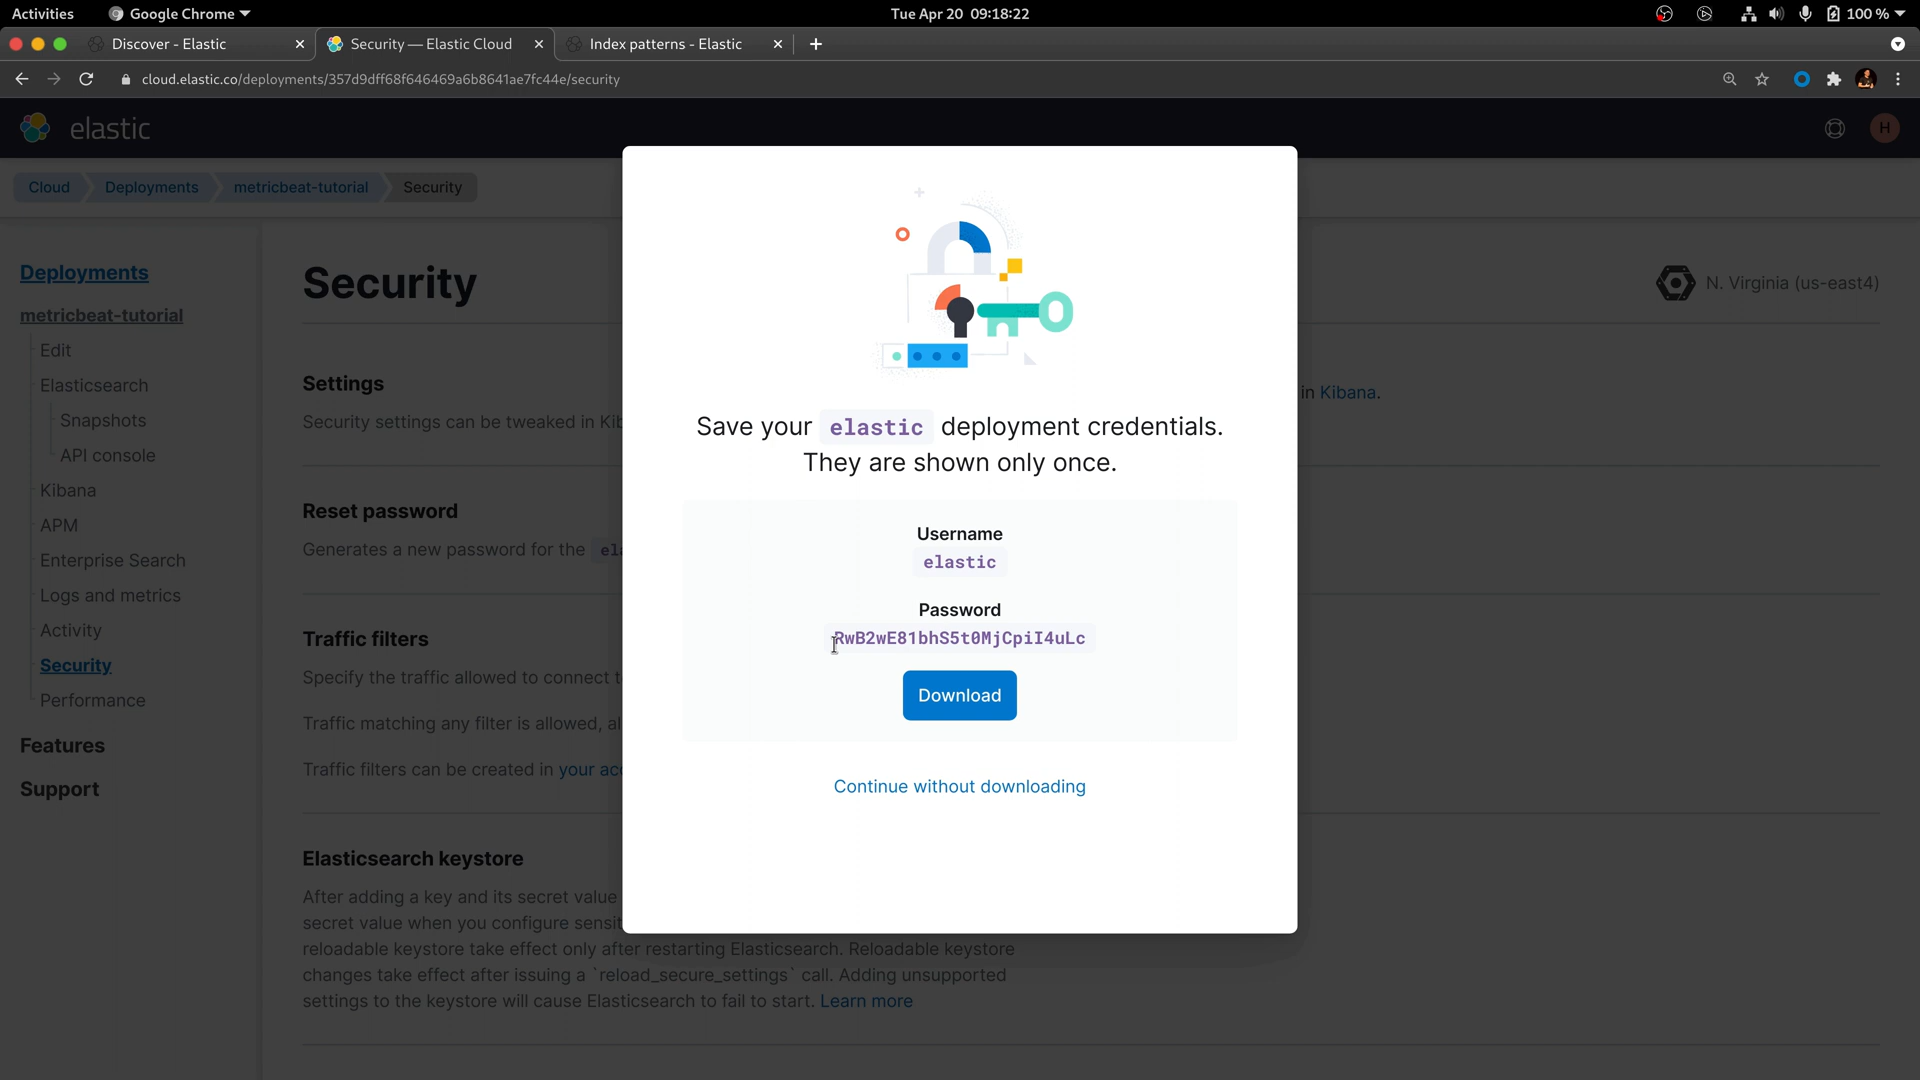 Activities
Google Chrome
Tue Apr 20 09:18:22
100 %
Discover - Elastic
Security — Elastic Cloud
Index patterns - Elastic
cloud.elastic.co/deployments/357d9dff68f646469a6b8641ae7fc44e/security
elastic
H
Cloud
Deployments
metricbeat-tutorial
Security
Deployments
metricbeat-tutorial
Edit
Elasticsearch
Snapshots
API console
Kibana
APM
Enterprise Search
Logs and metrics
Activity
Security
Performance
Features
Support
Security
N. Virginia (us-east4)
Settings
Security settings can be tweaked in Kib
in Kibana.
Reset password
Generates a new password for the ela
Traffic filters
Specify the traffic allowed to connect t
Traffic matching any filter is allowed, al
Traffic filters can be created in your acc
Elasticsearch keystore
After adding a key and its secret value
secret value when you configure sensit
reloadable keystore take effect only after restarting Elasticsearch. Reloadable keystore
changes take effect after issuing a `reload_secure_settings` call. Adding unsupported
settings to the keystore will cause Elasticsearch to fail to start. Learn more
Save your elastic deployment credentials.
They are shown only once.
Username
elastic
Password
RwB2wE81bhS5t0MjCpiI4uLc
Download
Continue without downloading